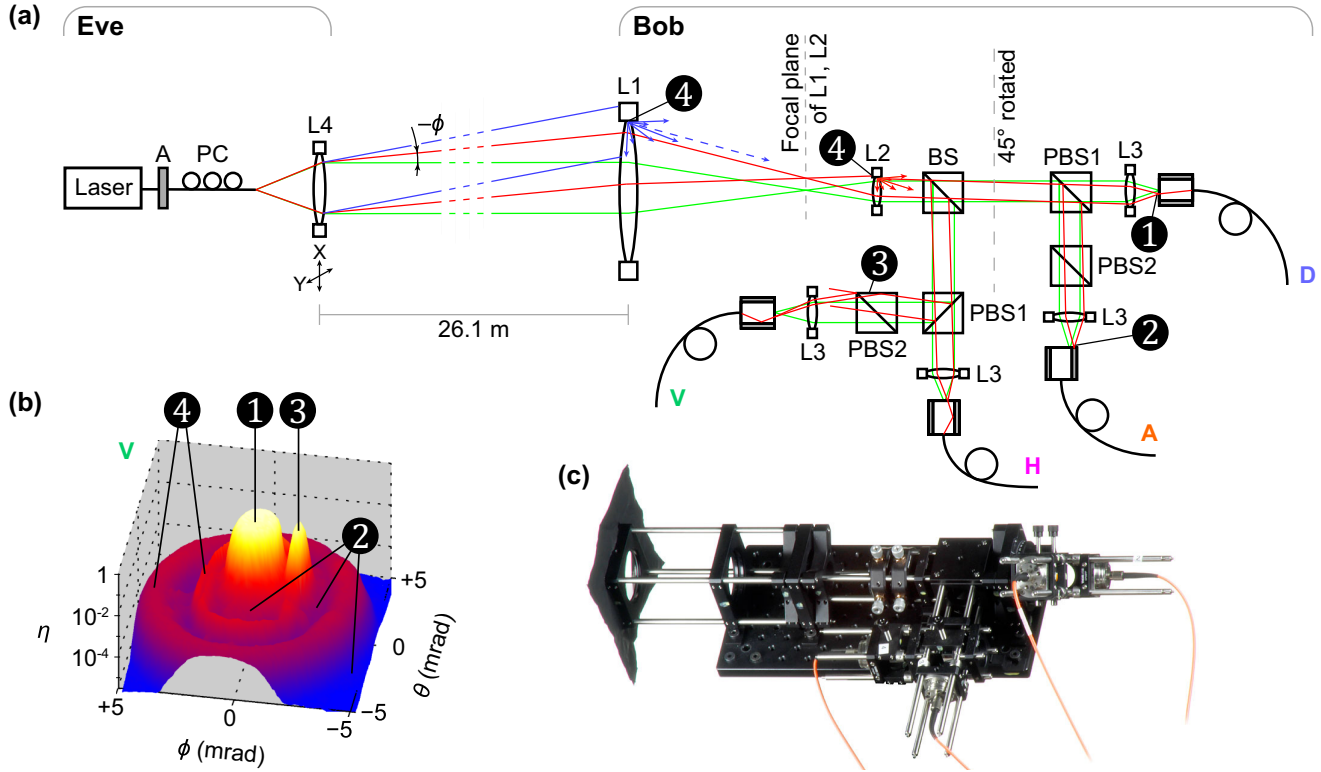 (a)
Eve
Bob
Focal plane
of L1, L2
45° rotated
L1
4
−ϕ
L4
A
PC
Laser
4
L2
BS
PBS1
L3
X
Y
1
D
3
PBS2
26.1 m
PBS1
L3
PBS2
L3
2
L3
V
H
A
(b)
4
1
3
V
2
1
10-2
10-4
η
+5
0
−5
θ (mrad)
+5
0
−5
ϕ (mrad)
(c)